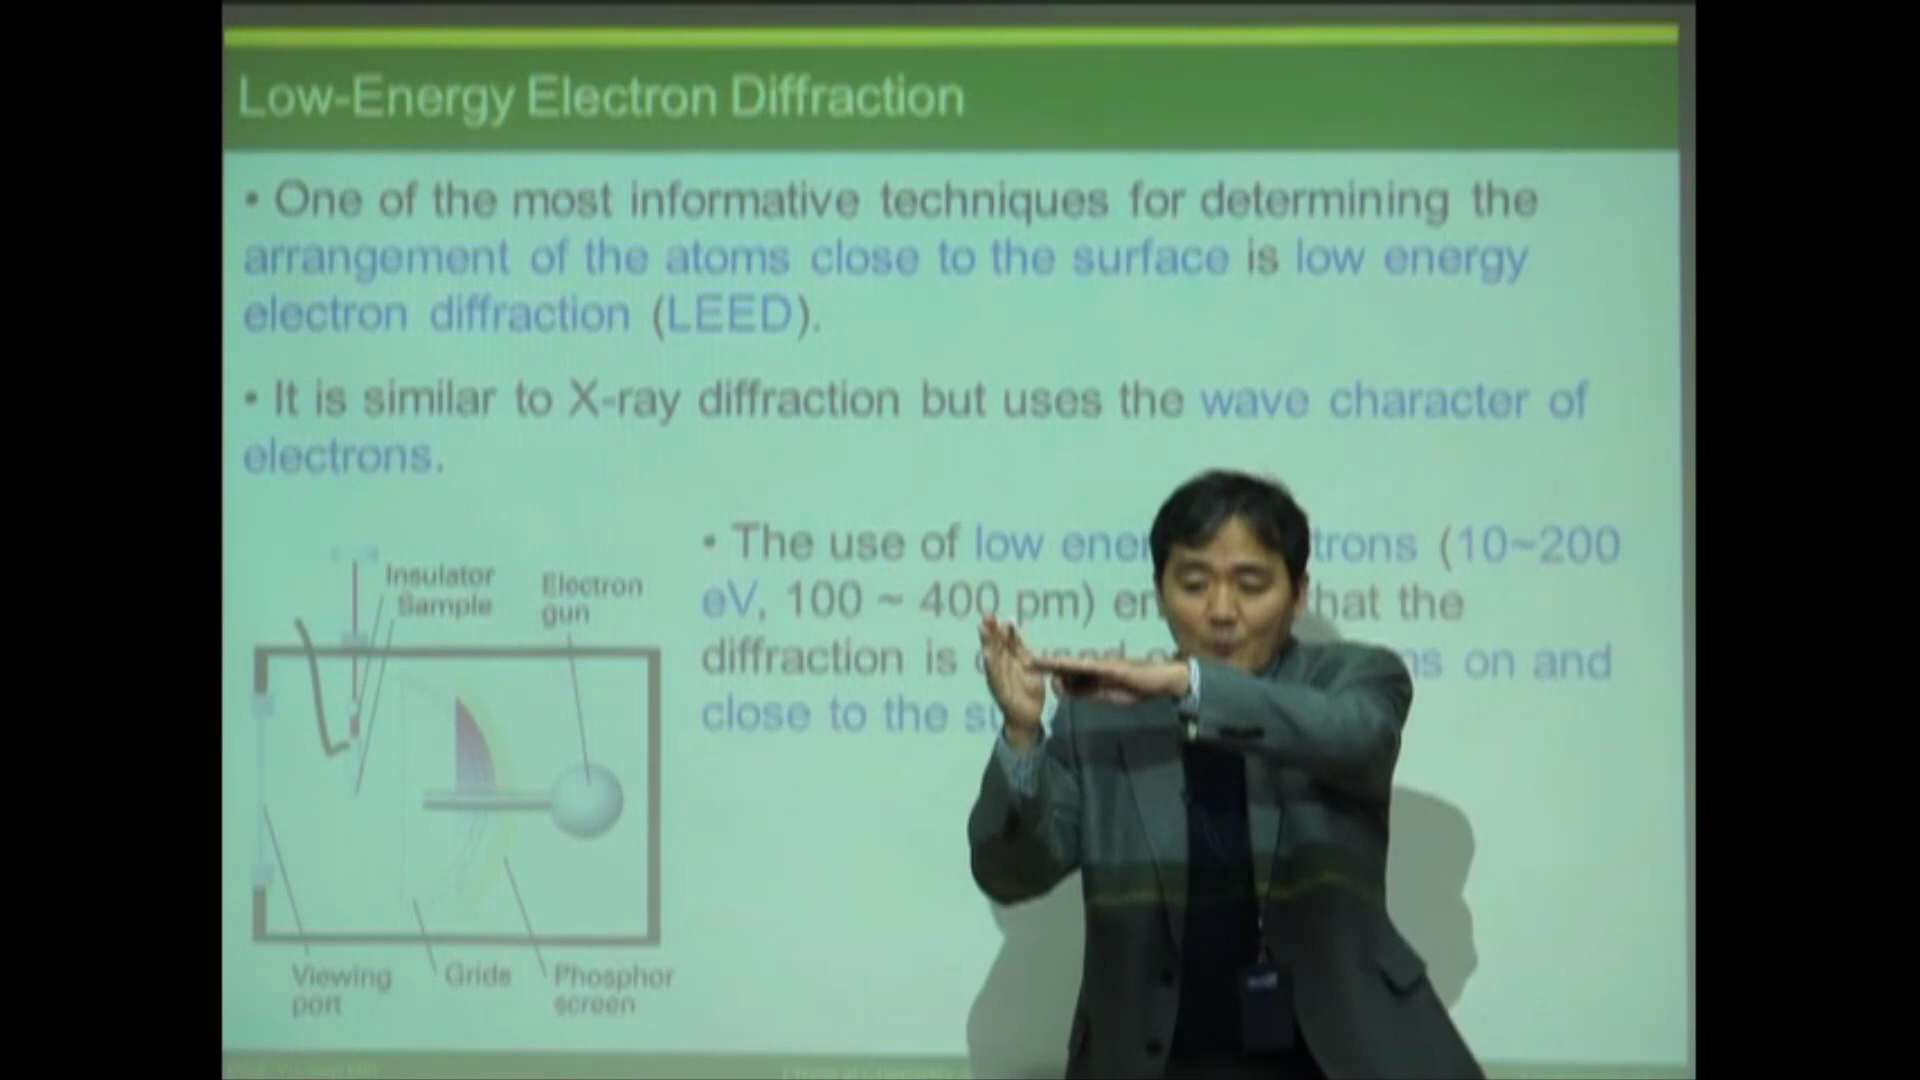 Low-Energy Electron Diffraction
• One of the most informative techniques for determining the
arrangement of the atoms close to the surface is low energy
electron diffraction (LEED).
• It is similar to X-ray diffraction but uses the wave character of
electrons.
• The use of low ener trons (10~200
eV, 100 ~ 400 pm) en hat the
diffraction is on and
close to the su
Insulator
Sample
Electron
gun
Viewing
port
Grids
Phosphor
screen